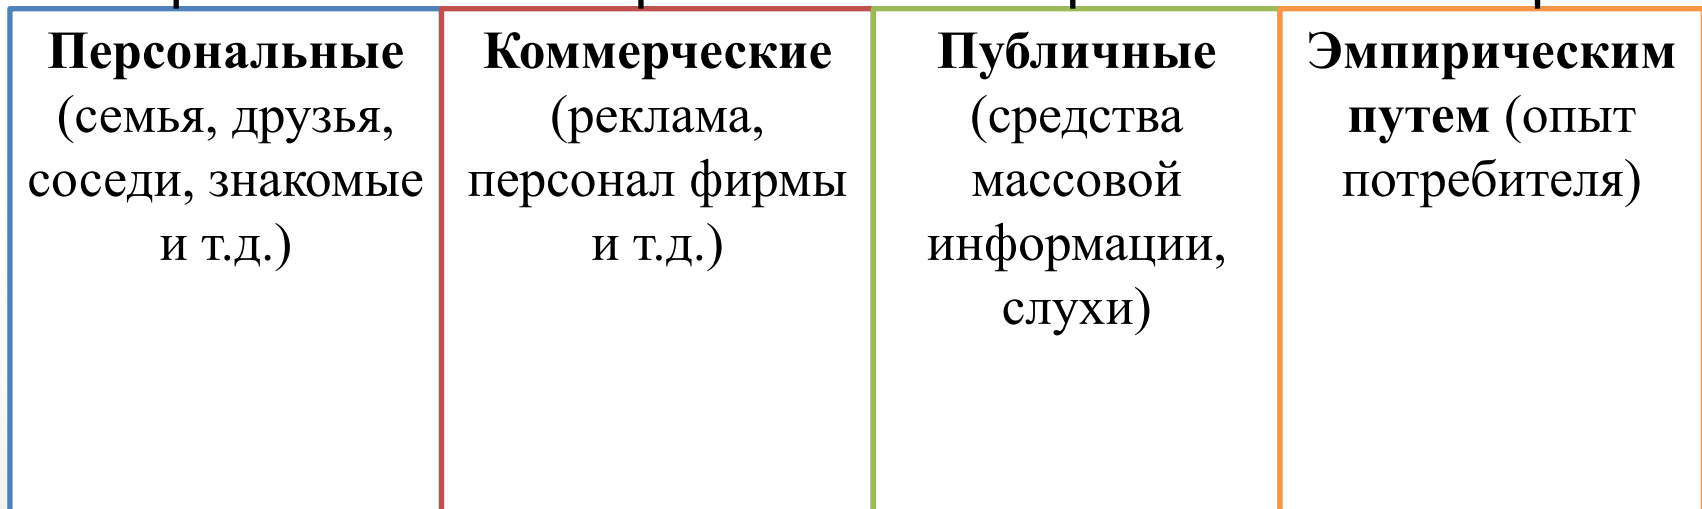 Персональные
(семья, друзья,
соседи, знакомые
и т.д.)
Коммерческие
(реклама,
персонал фирмы
и т.д.)
Публичные
(средства
массовой
информации,
слухи)
Эмпирическим
путем (опыт
потребителя)